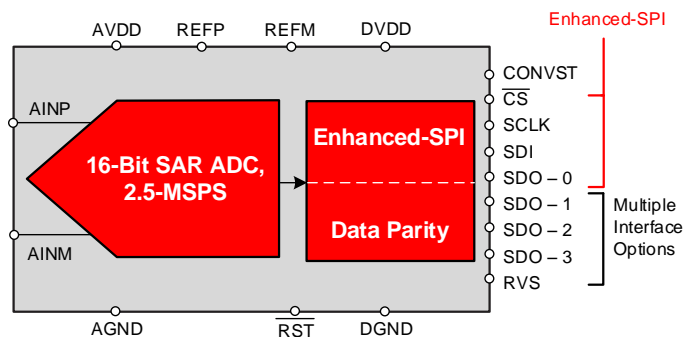 Enhanced-SPI
AVDD
REFP
REFM
DVDD
CONVST
CS
SCLK
SDI
SDO – 0
SDO – 1
SDO – 2
SDO – 3
RVS
AINP
AINM
16-Bit SAR ADC,
2.5-MSPS
Enhanced-SPI
Data Parity
Multiple
Interface
Options
AGND
RST
DGND